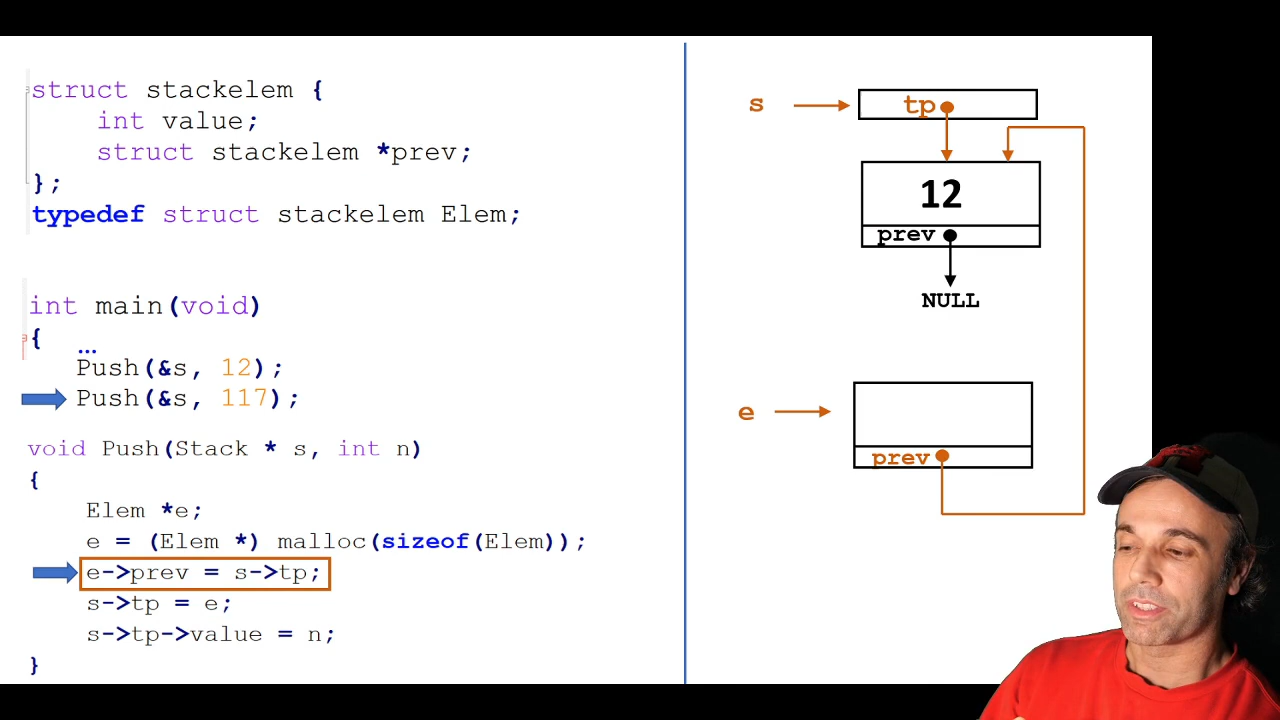 struct stackelem {
int value;
struct stackelem *prev;
};
typedef struct stackelem Elem;
int main(void)
{
...
Push(&s, 12);
Push(&s, 117);
void Push(Stack * s, int n)
{
Elem *e;
e = (Elem *) malloc(sizeof(Elem));
e->prev = s->tp;
s->tp = e;
s->tp->value = n;
}
s
tp
12
prev
NULL
e
prev